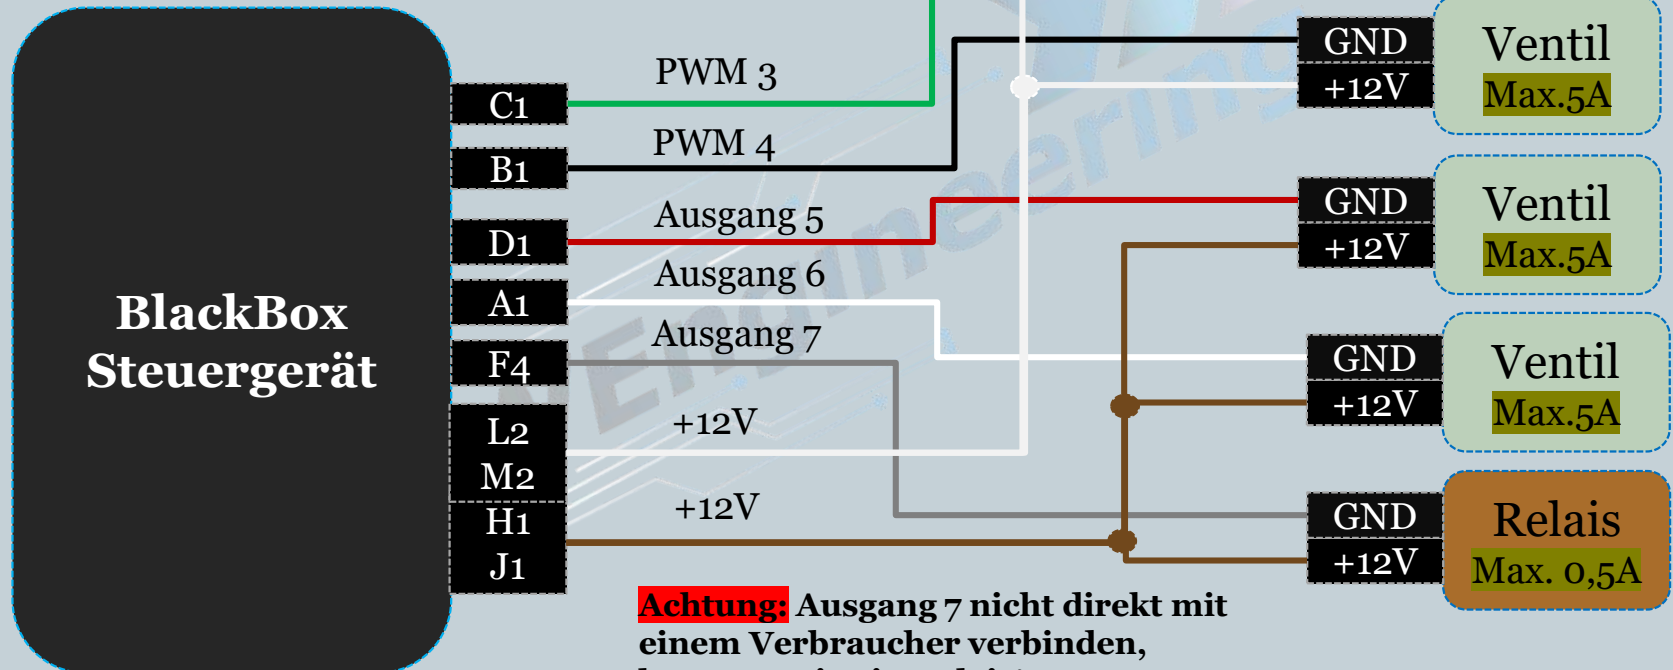 BlackBox
Steuergerät
C1
PWM 3
B1
PWM 4
D1
Ausgang 5
A1
Ausgang 6
F4
Ausgang 7
L2
M2
+12V
H1
J1
+12V
GND
+12V
Ventil
Max.5A
GND
+12V
Ventil
Max.5A
GND
+12V
Ventil
Max.5A
GND
+12V
Relais
Max. 0,5A
Engineering
Achtung: Ausgang 7 nicht direkt mit
einem Verbraucher verbinden,